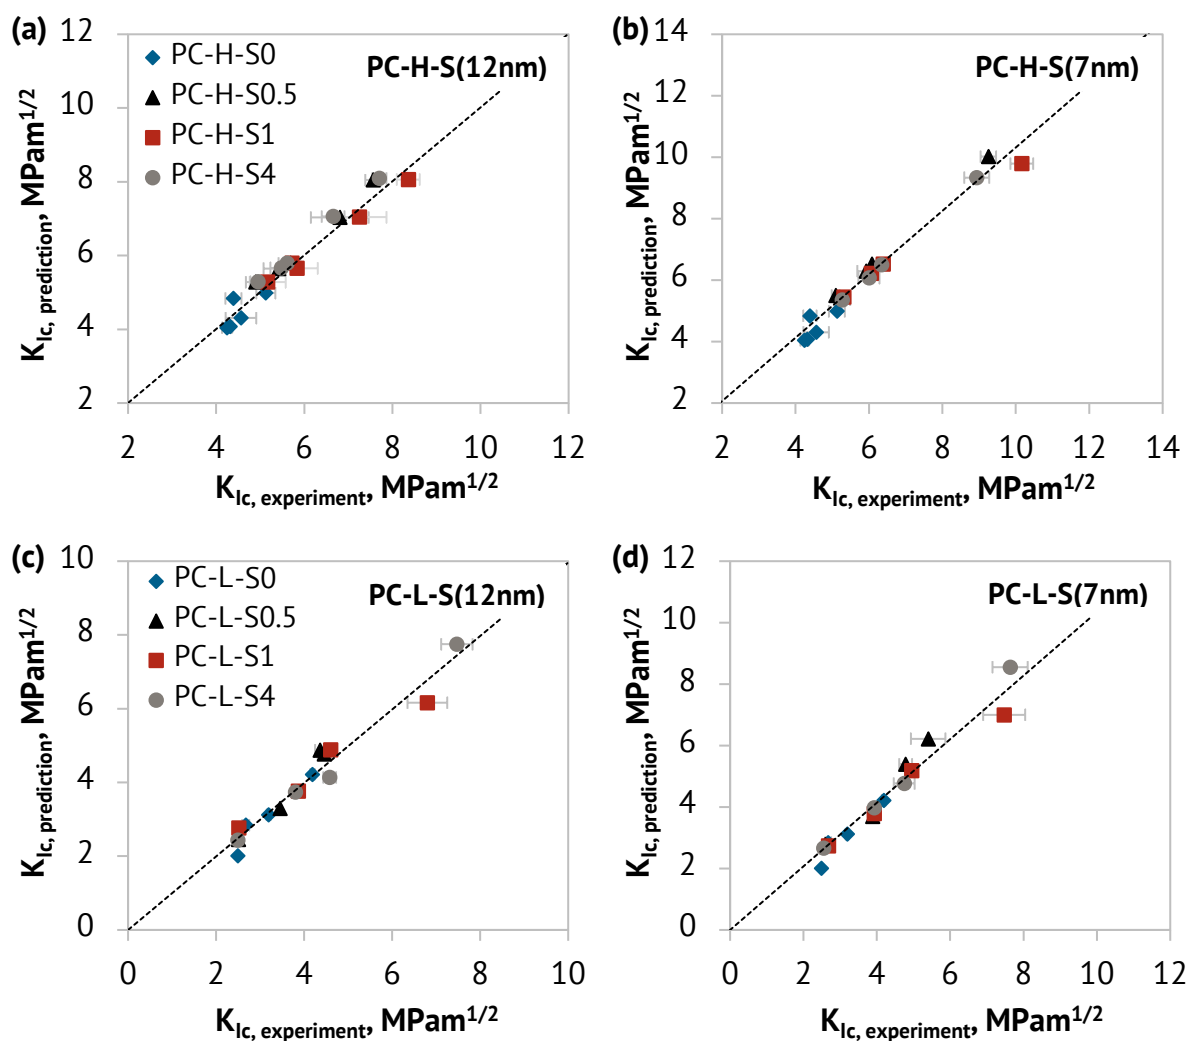 (a)
12
10
8
6
4
2
K_Ic, prediction, MPam^1/2
PC-H-S0
PC-H-S0.5
PC-H-S1
PC-H-S4
PC-H-S(12nm)
2 4 6 8 10 12
K_Ic, experiment, MPam^1/2
(b)
14
12
10
8
6
4
2
K_Ic, prediction, MPam^1/2
PC-H-S(7nm)
2 4 6 8 10 12 14
K_Ic, experiment, MPam^1/2
(c)
10
8
6
4
2
0
K_Ic, prediction, MPam^1/2
PC-L-S0
PC-L-S0.5
PC-L-S1
PC-L-S4
PC-L-S(12nm)
0 2 4 6 8 10
K_Ic, experiment, MPam^1/2
(d)
12
10
8
6
4
2
0
K_Ic, prediction, MPam^1/2
PC-L-S(7nm)
0 2 4 6 8 10 12
K_Ic, experiment, MPam^1/2